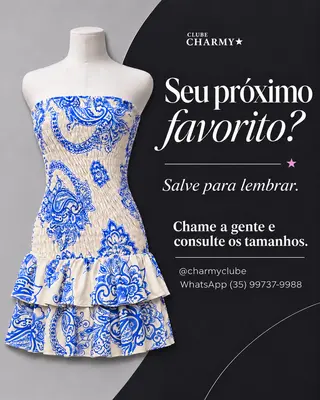 CLUBE
CHARMY★
Seu próximo
favorito?
Salve para lembrar.
Chame a gente e
consulte os tamanhos.
@charmyclube
WhatsApp (35) 99737-9988